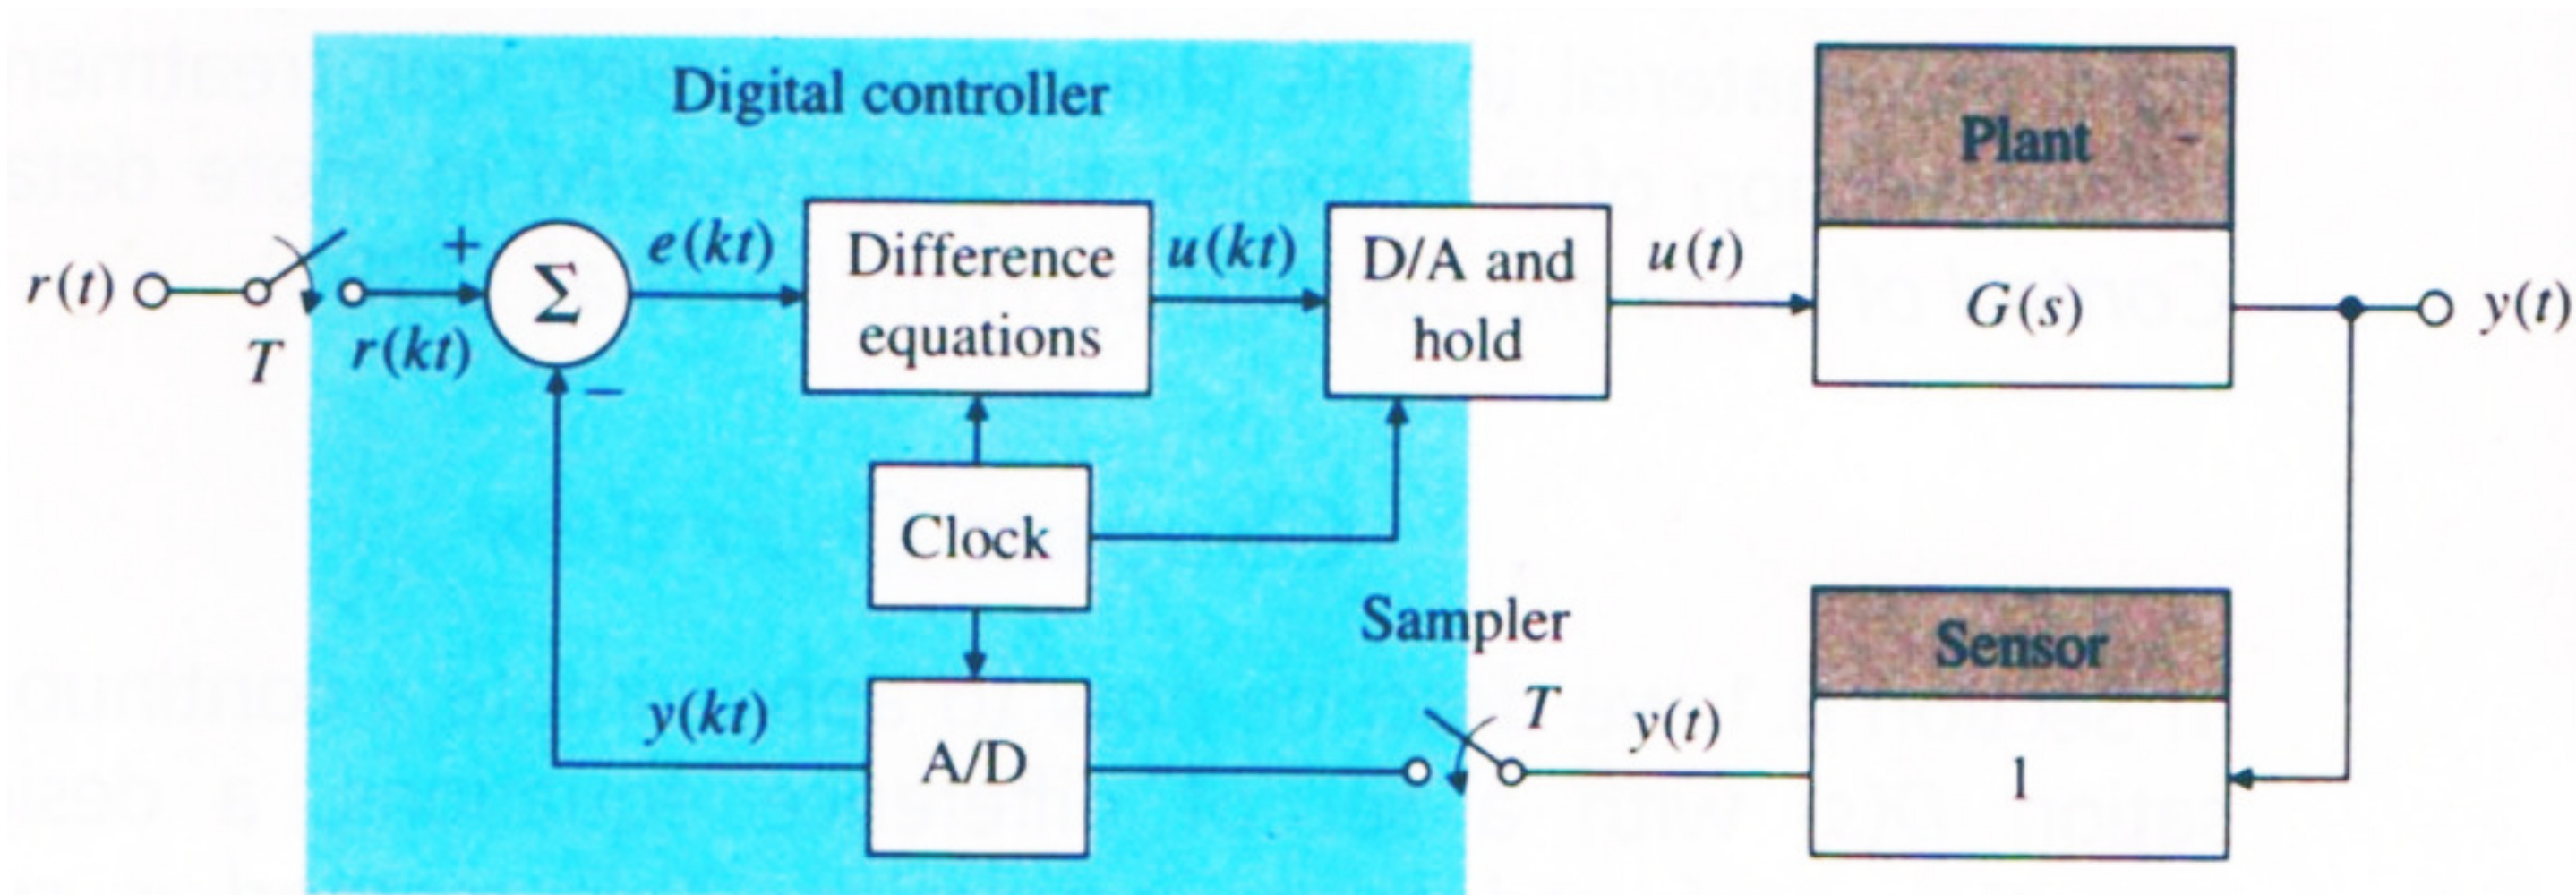 Digital controller
Plant
r(t)
T
r(kt)
+
−
Σ
e(kt)
Difference
equations
u(kt)
D/A and
hold
u(t)
G(s)
y(t)
Clock
Sampler
T
Sensor
1
y(t)
A/D
y(kt)